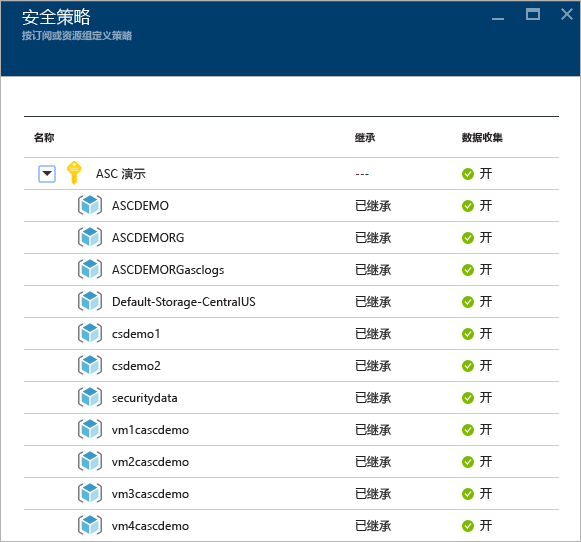 安全策略
按订阅或资源组定义策略
名称 继承 数据收集
ASC 演示 --- 开
ASCDEMO 已继承 开
ASCDEMORG 已继承 开
ASCDEMORGasclogs 已继承 开
Default-Storage-CentralUS 已继承 开
csdemo1 已继承 开
csdemo2 已继承 开
securitydata 已继承 开
vm1cascdemo 已继承 开
vm2cascdemo 已继承 开
vm3cascdemo 已继承 开
vm4cascdemo 已继承 开